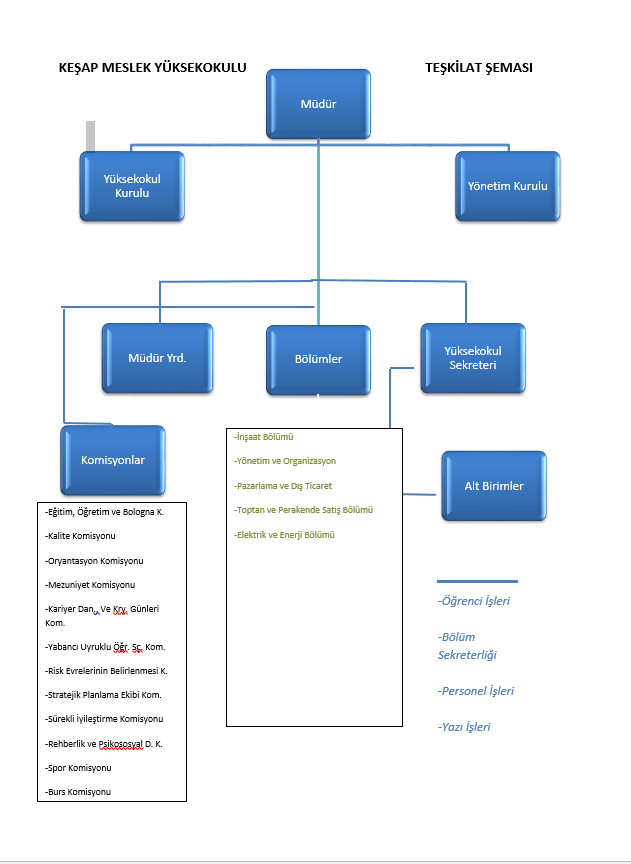 KEŞAP MESLEK YÜKSEKOKULU
TEŞKİLAT ŞEMASI
Müdür
Yüksekokul
Kurulu
Yönetim Kurulu
Müdür Yrd.
Bölümler
Yüksekokul
Sekreteri
Komisyonlar
-Eğitim, Öğretim ve Bologna K.
-Kalite Komisyonu
-Oryantasyon Komisyonu
-Mezuniyet Komisyonu
-Kariyer Dan., Ve Kry. Günleri
Kom.
-Yabancı Uyruklu Öğr. Sç. Kom.
-Risk Evrelerinin Belirlenmesi K.
-Stratejik Planlama Ekibi Kom.
-Sürekli İyileştirme Komisyonu
-Rehberlik ve Psikososyal D. K.
-Spor Komisyonu
-Burs Komisyonu
-İnşaat Bölümü
-Yönetim ve Organizasyon
-Pazarlama ve Dış Ticaret
-Toptan ve Perakende Satış Bölümü
-Elektrik ve Enerji Bölümü
Alt Birimler
-Öğrenci İşleri
-Bölüm
Sekreterliği
-Personel İşleri
-Yazı İşleri